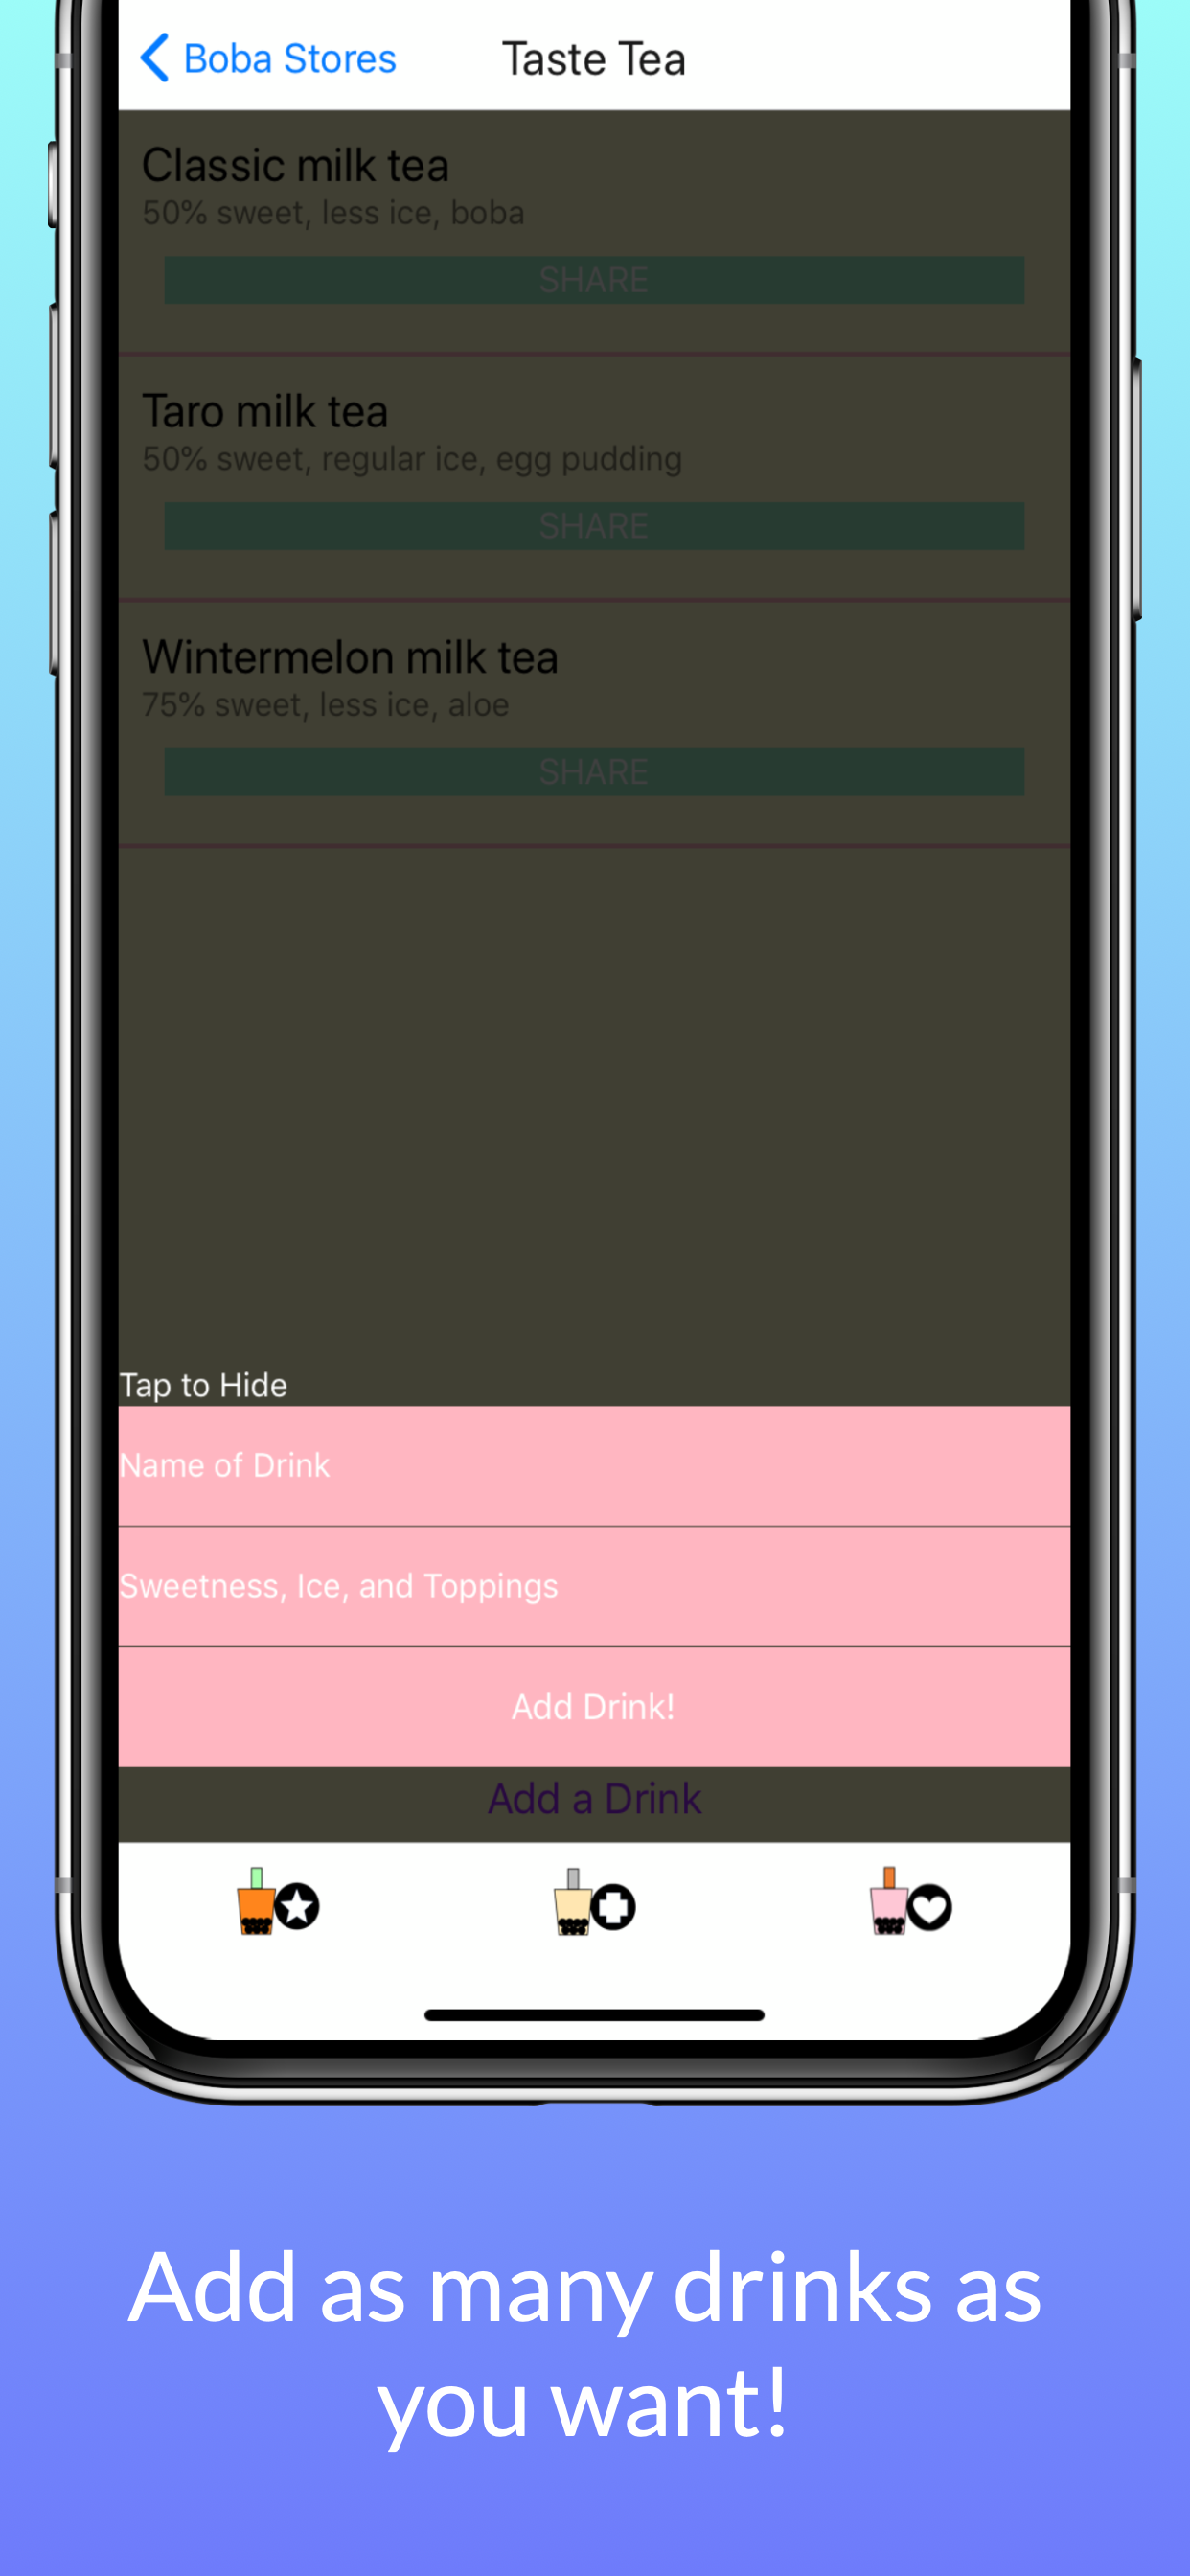 Boba Stores
Taste Tea
Classic milk tea
50% sweet, less ice, boba
SHARE
Taro milk tea
50% sweet, regular ice, egg pudding
SHARE
Wintermelon milk tea
75% sweet, less ice, aloe
SHARE
Tap to Hide
Name of Drink
Sweetness, Ice, and Toppings
Add Drink!
Add a Drink
Add as many drinks as
you want!